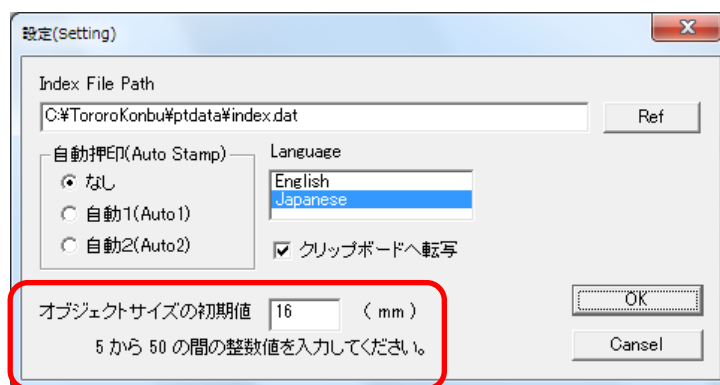 設定(Setting)
Index File Path
C:¥TororoKonbu¥ptdata¥index.dat
Ref
自動押印(Auto Stamp)
Language
なし
English
Japanese
自動1(Auto1)
自動2(Auto2)
クリップボードへ転写
オブジェクトサイズの初期値 16 (mm)
OK
5 から 50 の間の整数値を入力してください。
Cansel